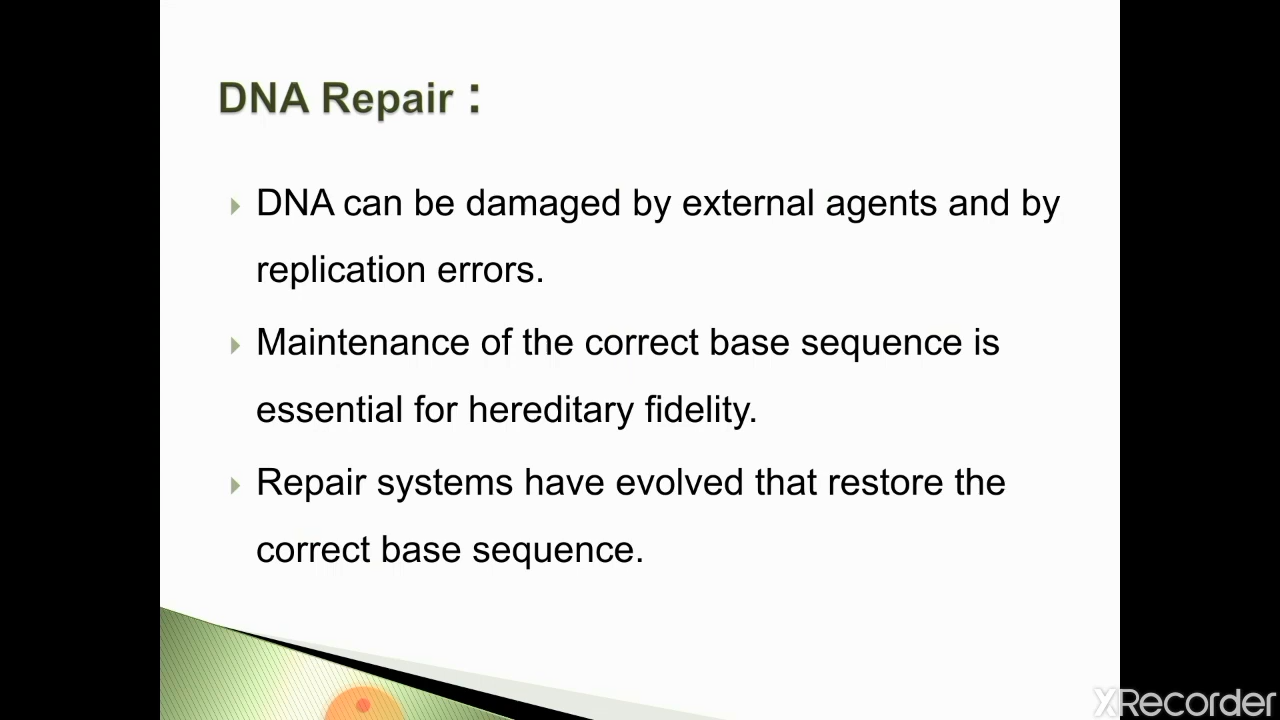 DNA Repair :
DNA can be damaged by external agents and by
replication errors.
Maintenance of the correct base sequence is
essential for hereditary fidelity.
Repair systems have evolved that restore the
correct base sequence.
XRecorder